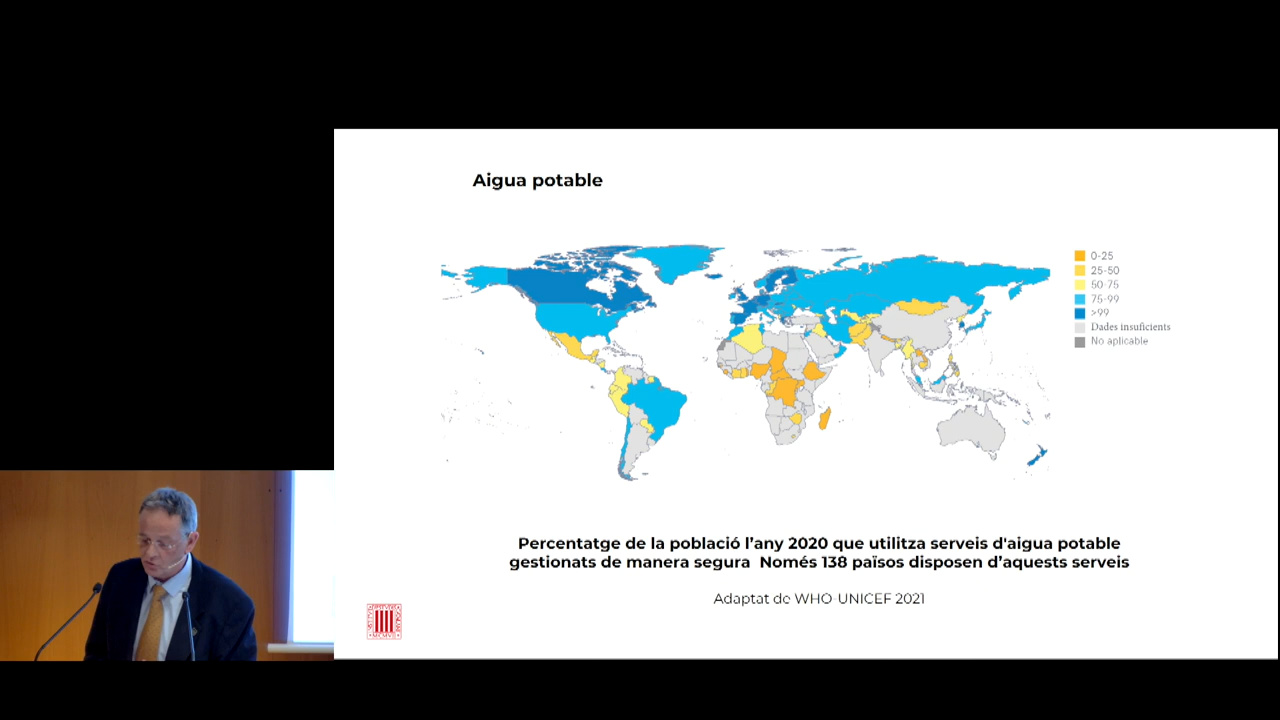 Aigua potable
0-25
25-50
50-75
75-99
>99
Dades insuficients
No aplicable
Percentatge de la població l’any 2020 que utilitza serveis d'aigua potable
gestionats de manera segura  Només 138 països disposen d’aquests serveis
Adaptat de WHO-UNICEF 2021